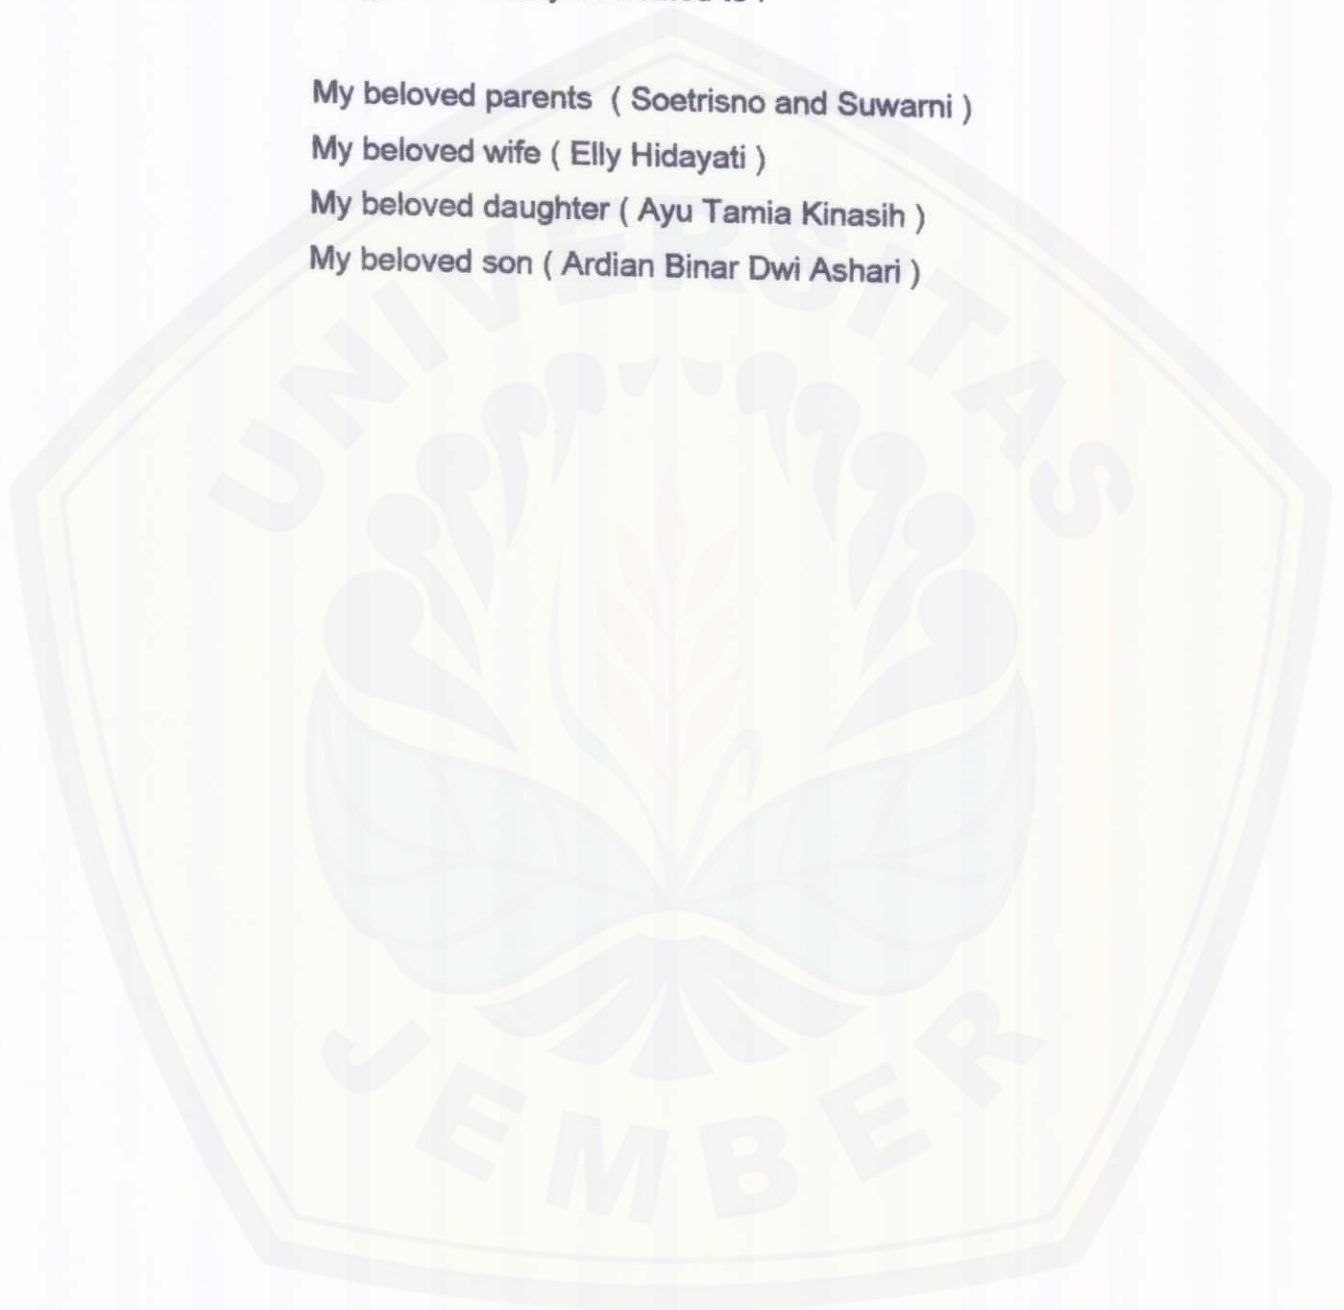 to :
My beloved parents ( Soetrisno and Suwarni )
My beloved wife ( Elly Hidayati )
My beloved daughter ( Ayu Tamia Kinasih )
My beloved son ( Ardian Binar Dwi Ashari )
UNIVERSITAS
JEMBER